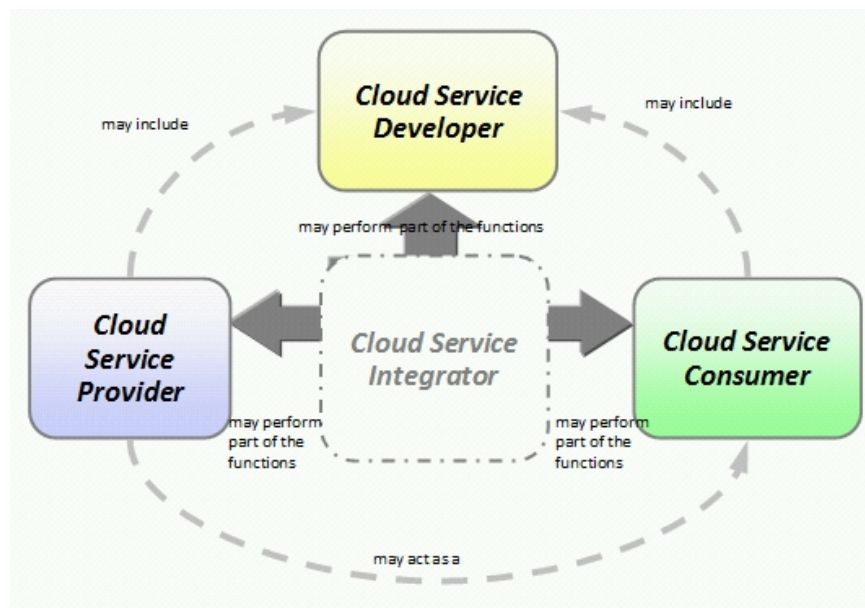 Cloud Service
Developer
may include
may include
may perform part of the functions
Cloud
Service
Provider
Cloud Service
Integrator
Cloud Service
Consumer
may perform
part of the
functions
may perform
part of the
functions
may act as a